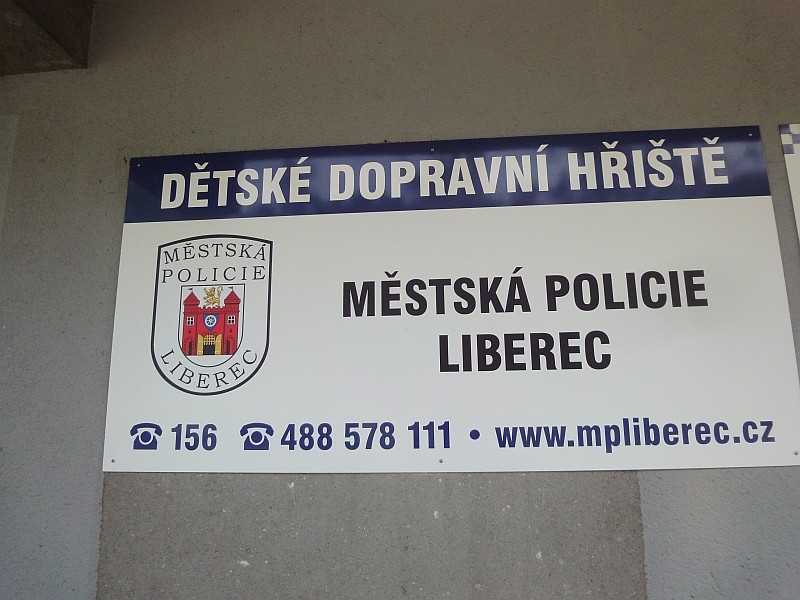 DĚTSKÉ DOPRAVNÍ HŘIŠTĚ
MĚSTSKÁ
POLICIE
LIBEREC
MĚSTSKÁ POLICIE
LIBEREC
☎ 156 ☎ 488 578 111 • www.mpliberec.cz